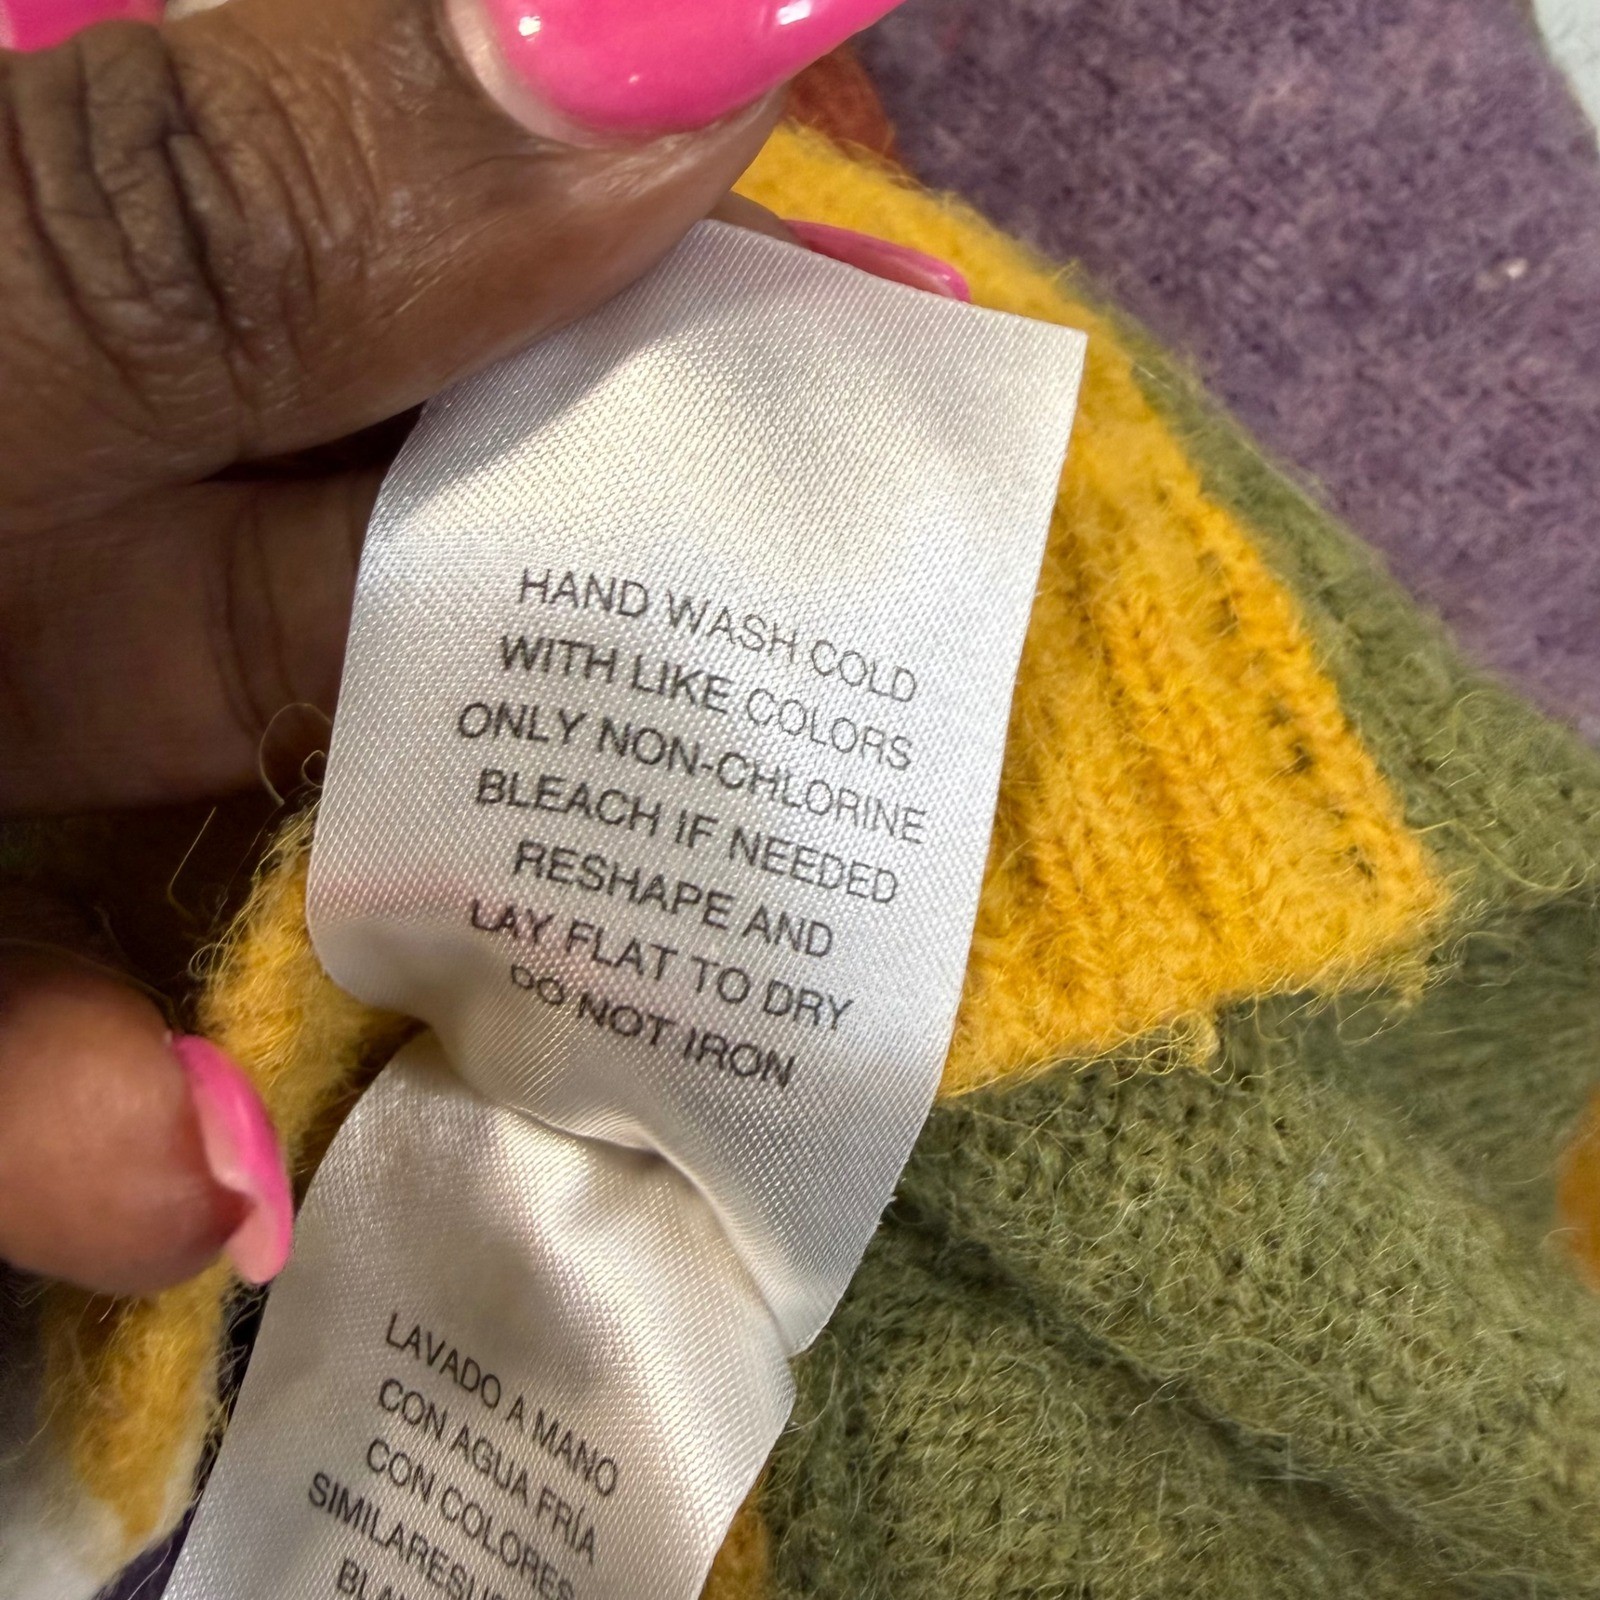 HAND WASH COLD
WITH LIKE COLORS
ONLY NON-CHLORINE
BLEACH IF NEEDED
RESHAPE AND
LAY FLAT TO DRY
DO NOT IRON
LAVADO A MANO
CON AGUA FRÍA
CON COLORES